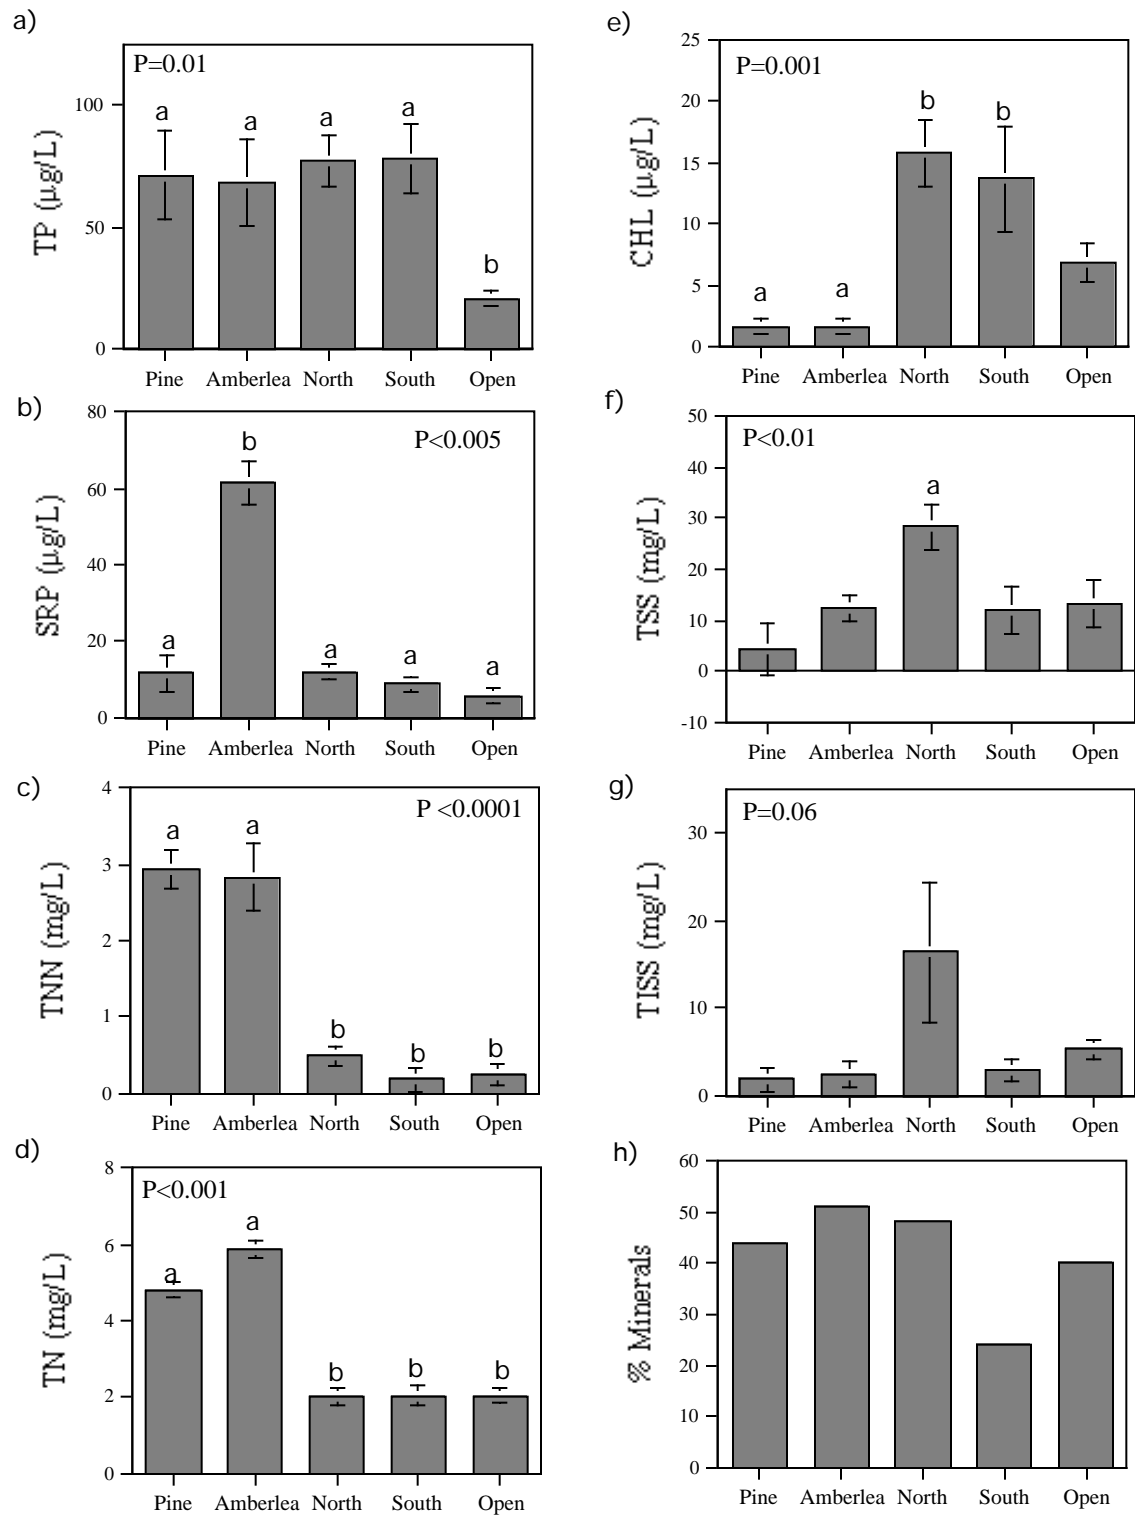 a)
P=0.01
TP (µg/L)
100
50
0
a
a
a
a
b
Pine Amberlea North South Open
b)
P<0.005
SRP (µg/L)
80
60
40
20
0
a
b
a
a
a
Pine Amberlea North South Open
c)
P <0.0001
TNN (mg/L)
4
3
2
1
0
a
a
b
b
b
Pine Amberlea North South Open
d)
P<0.001
TN (mg/L)
8
6
4
2
0
a
a
b
b
b
Pine Amberlea North South Open
e)
P=0.001
CHL (µg/L)
25
20
15
10
5
0
a
a
b
b
Pine Amberlea North South Open
f)
P<0.01
TSS (mg/L)
50
40
30
20
10
0
-10
a
Pine Amberlea North South Open
g)
P=0.06
TISS (mg/L)
30
20
10
0
Pine Amberlea North South Open
h)
% Minerals
60
50
40
30
20
10
0
Pine Amberlea North South Open